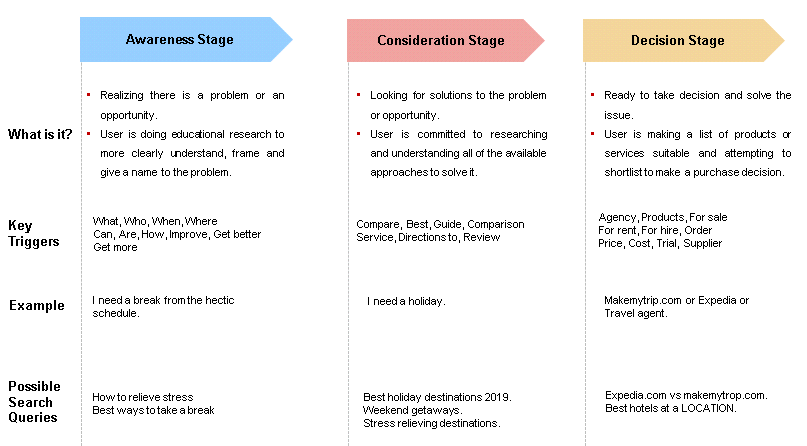 Awareness Stage
Consideration Stage
Decision Stage
What is it?
▪ Realizing there is a problem or an
opportunity.
▪ User is doing educational research to
more clearly understand, frame and
give a name to the problem.
▪ Looking for solutions to the problem
or opportunity.
▪ User is committed to researching
and understanding all of the available
approaches to solve it.
▪ Ready to take decision and solve the
issue.
▪ User is making a list of products or
services suitable and attempting to
shortlist to make a purchase decision.
Key
Triggers
What, Who, When, Where
Can, Are, How, Improve, Get better
Get more
Compare, Best, Guide, Comparison
Service, Directions to, Review
Agency, Products, For sale
For rent, For hire, Order
Price, Cost, Trial, Supplier
Example
I need a break from the hectic
schedule.
I need a holiday.
Makemytrip.com or Expedia or
Travel agent.
Possible
Search
Queries
How to relieve stress
Best ways to take a break
Best holiday destinations 2019.
Weekend getaways.
Stress relieving destinations.
Expedia.com vs makemytrop.com.
Best hotels at a LOCATION.